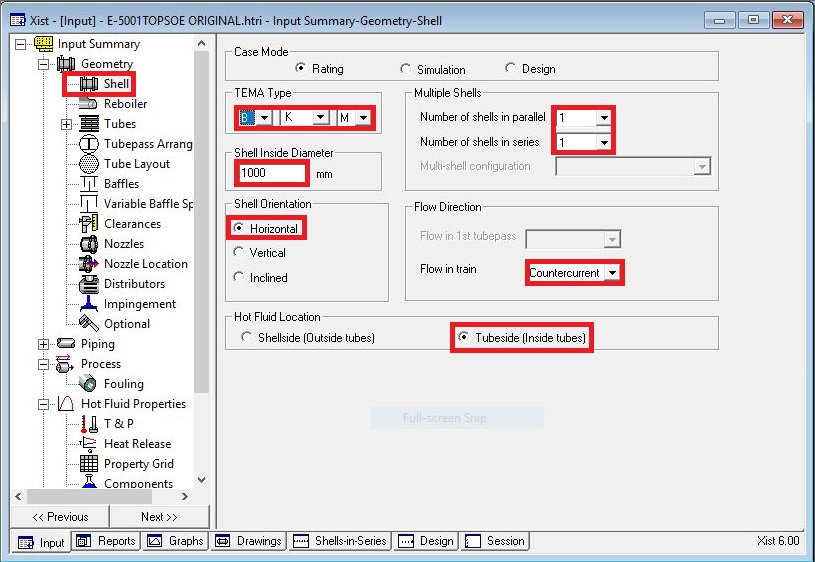 Xist - [Input] - E-5001TOPSOE ORIGINAL.htri - Input Summary-Geometry-Shell
Input Summary
Geometry
Shell
Reboiler
Tubes
Tubepass Arrang
Tube Layout
Baffles
Variable Baffle Sp
Clearances
Nozzles
Nozzle Location
Distributors
Impingement
Optional
Piping
Process
Fouling
Hot Fluid Properties
T & P
Heat Release
Property Grid
Components
<< Previous
Next >>
Case Mode
Rating
Simulation
Design
TEMA Type
B
K
M
Multiple Shells
Number of shells in parallel
1
Number of shells in series
1
Multi-shell configuration
Shell Inside Diameter
1000
mm
Shell Orientation
Horizontal
Vertical
Inclined
Flow Direction
Flow in 1st tubepass
Flow in train
Countercurrent
Hot Fluid Location
Shellside (Outside tubes)
Tubeside (Inside tubes)
Full-screen Snip
Input
Reports
Graphs
Drawings
Shells-in-Series
Design
Session
Xist 6.00